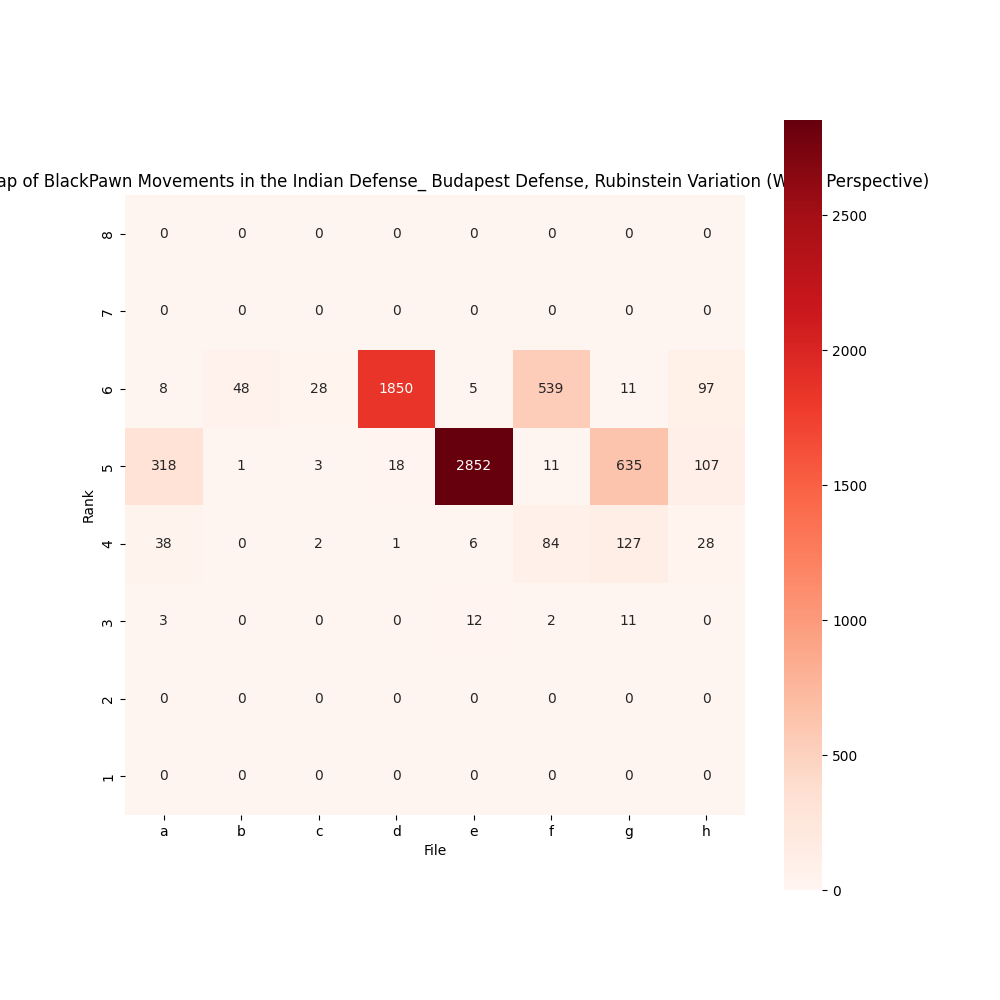 ap of BlackPawn Movements in the Indian Defense_ Budapest Defense, Rubinstein Variation (W Perspective)
8 0 0 0 0 0 0 0 0
7 0 0 0 0 0 0 0 0
6 8 48 28 1850 5 539 11 97
5 318 1 3 18 2852 11 635 107
4 38 0 2 1 6 84 127 28
3 3 0 0 0 12 2 11 0
2 0 0 0 0 0 0 0 0
1 0 0 0 0 0 0 0 0
a b c d e f g h
File
Rank
2500
2000
1500
1000
500
0